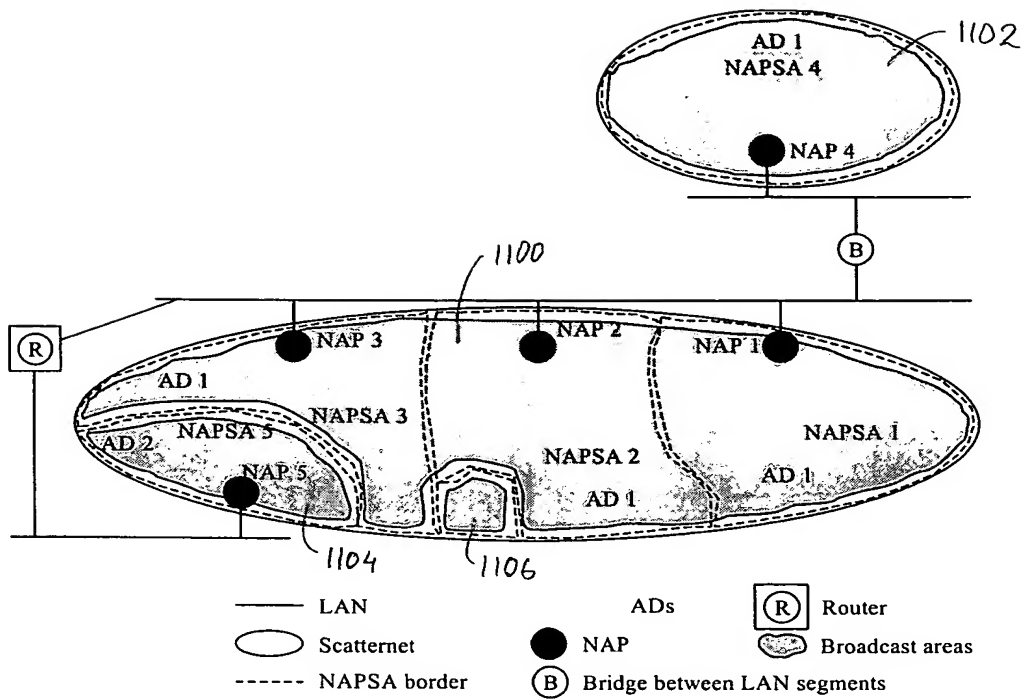 1102
AD 1
NAPSA 4
NAP 4
B
1100
R
NAP 3
NAP 2
NAP 1
AD 1
NAPSA 3
NAPSA 5
AD 2
NAPSA 1
NAPSA 2
NAP 5
AD 1
AD 1
1104
1106
LAN
ADs
R Router
Scatternet
NAP
Broadcast areas
NAPSA border
B Bridge between LAN segments